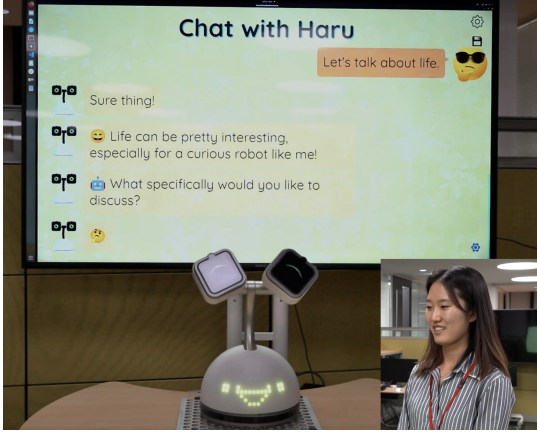 Chat with Haru
Let's talk about life.
Sure thing!
😄 Life can be pretty interesting,
especially for a curious robot like me!
🤖 What specifically would you like to
discuss?
🤔